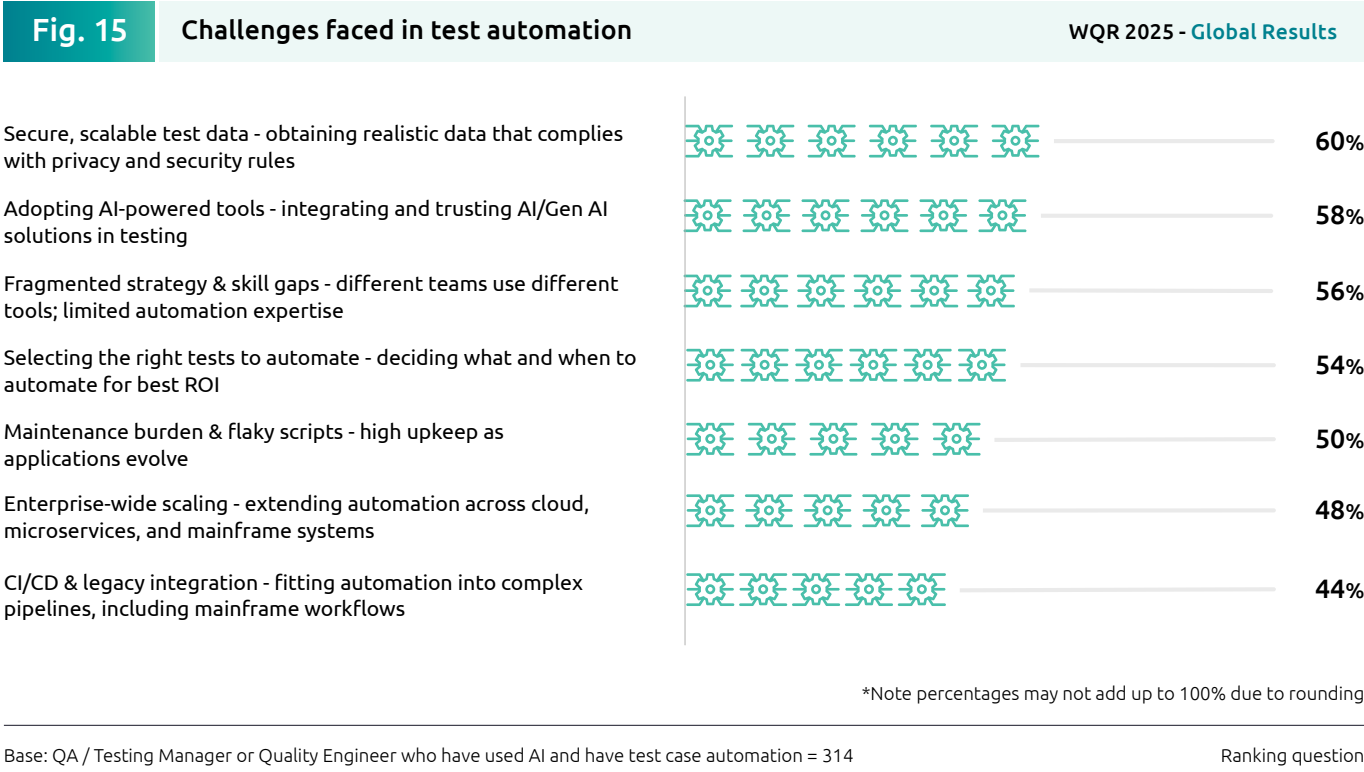 Fig. 15
Challenges faced in test automation
WQR 2025 - Global Results
Secure, scalable test data - obtaining realistic data that complies
with privacy and security rules
60%
Adopting AI-powered tools - integrating and trusting AI/Gen AI
solutions in testing
58%
Fragmented strategy & skill gaps - different teams use different
tools; limited automation expertise
56%
Selecting the right tests to automate - deciding what and when to
automate for best ROI
54%
Maintenance burden & flaky scripts - high upkeep as
applications evolve
50%
Enterprise-wide scaling - extending automation across cloud,
microservices, and mainframe systems
48%
CI/CD & legacy integration - fitting automation into complex
pipelines, including mainframe workflows
44%
*Note percentages may not add up to 100% due to rounding
Base: QA / Testing Manager or Quality Engineer who have used AI and have test case automation = 314
Ranking question